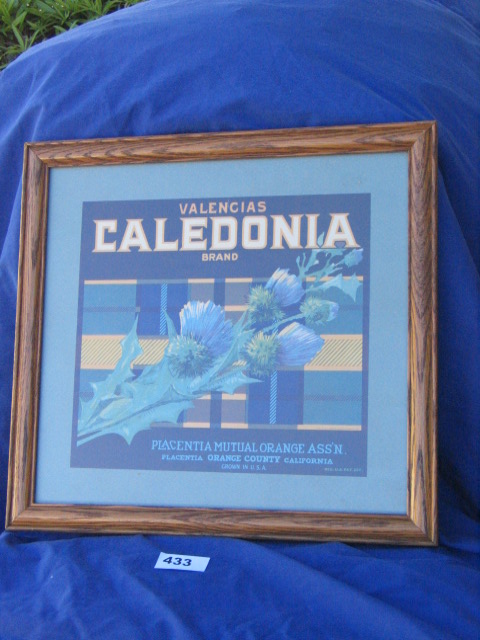 VALENCIAS
CALEDONIA
BRAND
PLACENTIA MUTUAL ORANGE ASS'N.
PLACENTIA ORANGE COUNTY CALIFORNIA
GROWN IN U.S.A.
433